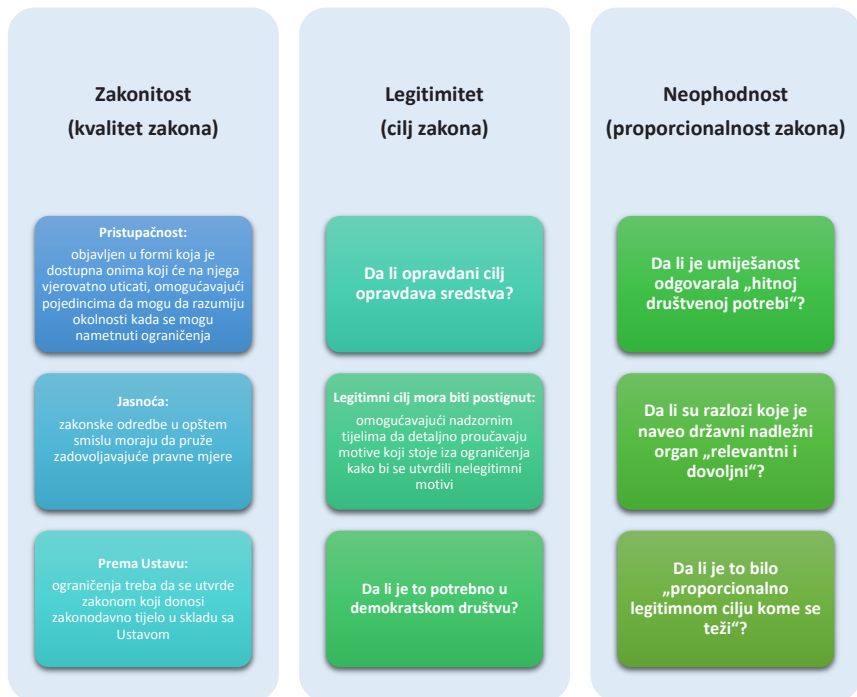 Zakonitost
(kvalitet zakona)
Pristupačnost:
objavljen u formi koja je
dostupna onima koji će na njega
vjerovatno uticati, omogućavajući
pojedincima da mogu da razumiju
okolnosti kada se mogu
nametnuti ograničenja
Jasnoća:
zakonske odredbe u opštem
smislu moraju da pruže
zadovoljavajuće pravne mjere
Prema Ustavu:
ograničenja treba da se utvrde
zakonom koji donosi
zakonodavno tijelo u skladu sa
Ustavom
Legitimitet
(cilj zakona)
Da li opravdani cilj
opravdava sredstva?
Legitimni cilj mora biti postignut:
omogućavajući nadzornim
tijelima da detaljno proučavaju
motive koji stoje iza ograničenja
kako bi se utvrdili nelegitimni
motivi
Da li je to potrebno u
demokratskom društvu?
Neophodnost
(proporcionalnost zakona)
Da li je umiješanost
odgovarala „hitnoj
društvenoj potrebi“?
Da li su razlozi koje je
naveo državni nadležni
organ „relevantni i
dovoljni“?
Da li je to bilo
„proporcionalno
legitimnom cilju kome se
teži“?